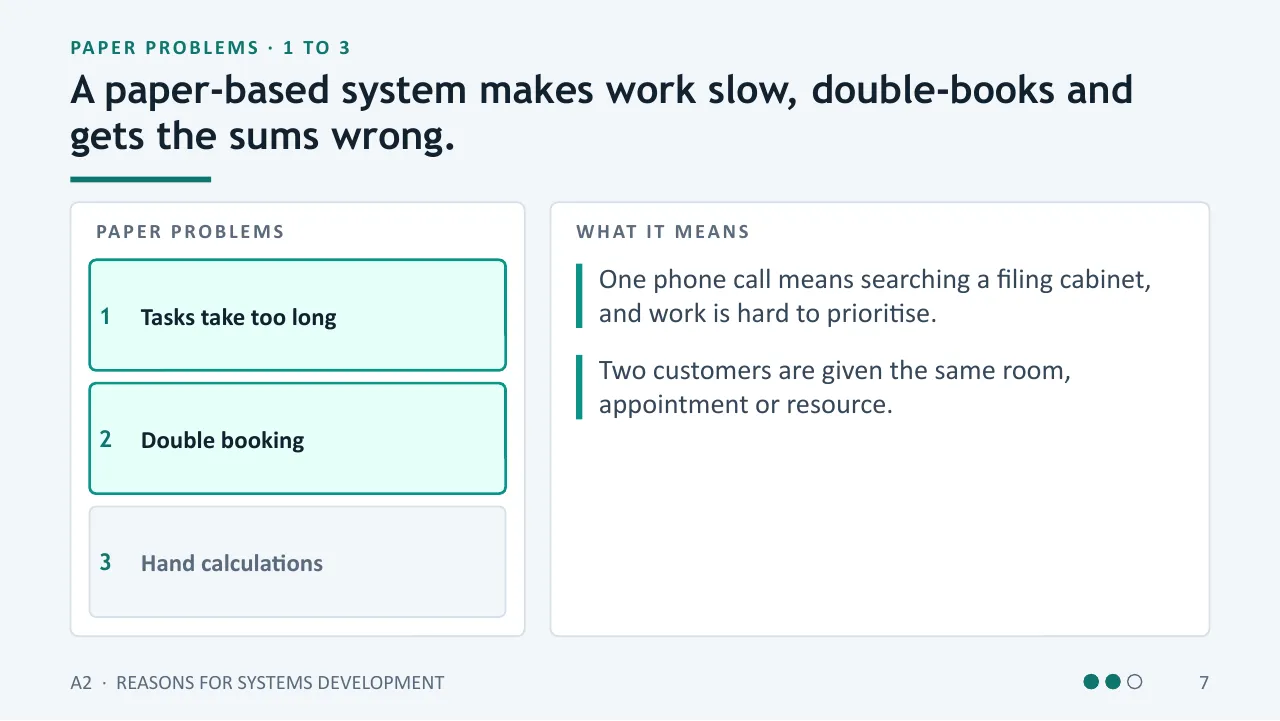 PAPER PROBLEMS · 1 TO 3
A paper-based system makes work slow, double-books and
gets the sums wrong.
PAPER PROBLEMS
1 Tasks take too long
2 Double booking
3 Hand calculations
WHAT IT MEANS
One phone call means searching a filing cabinet,
and work is hard to prioritise.
Two customers are given the same room,
appointment or resource.
A2 · REASONS FOR SYSTEMS DEVELOPMENT
7